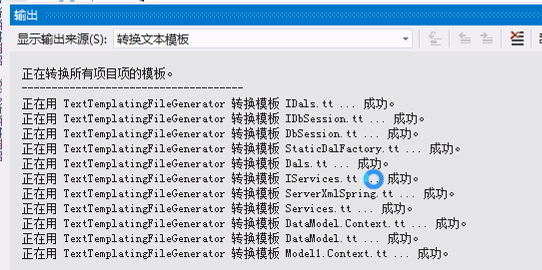 输出
显示输出来源(S): 转换文本模板
正在转换所有项目项的模板。
-----------------------------------
正在用 TextTemplatingFileGenerator 转换模板 IDals.tt ... 成功。
正在用 TextTemplatingFileGenerator 转换模板 IDbSession.tt ... 成功。
正在用 TextTemplatingFileGenerator 转换模板 DbSession.tt ... 成功。
正在用 TextTemplatingFileGenerator 转换模板 StaticDalFactory.tt ... 成功。
正在用 TextTemplatingFileGenerator 转换模板 Dals.tt ... 成功。
正在用 TextTemplatingFileGenerator 转换模板 IServices.tt ... 成功。
正在用 TextTemplatingFileGenerator 转换模板 ServerXmlSpring.tt ... 成功。
正在用 TextTemplatingFileGenerator 转换模板 Services.tt ... 成功。
正在用 TextTemplatingFileGenerator 转换模板 DataModel.Context.tt ... 成功。
正在用 TextTemplatingFileGenerator 转换模板 DataModel.tt ... 成功。
正在用 TextTemplatingFileGenerator 转换模板 Model1.Context.tt ... 成功。